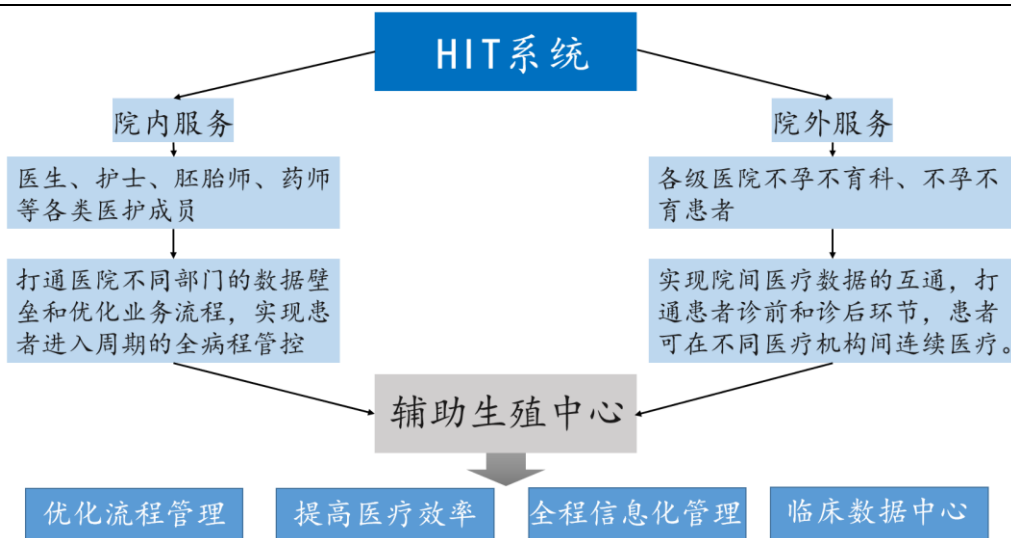 HIT系统
院内服务
院外服务
医生、护士、胚胎师、药师
等各类医护成员
各级医院不孕不育科、不孕不
育患者
打通医院不同部门的数据壁
垒和优化业务流程，实现患
者进入周期的全病程管控
实现院间医疗数据的互通，打
通患者诊前和诊后环节，患者
可在不同医疗机构间连续医疗。
辅助生殖中心
优化流程管理
提高医疗效率
全程信息化管理
临床数据中心